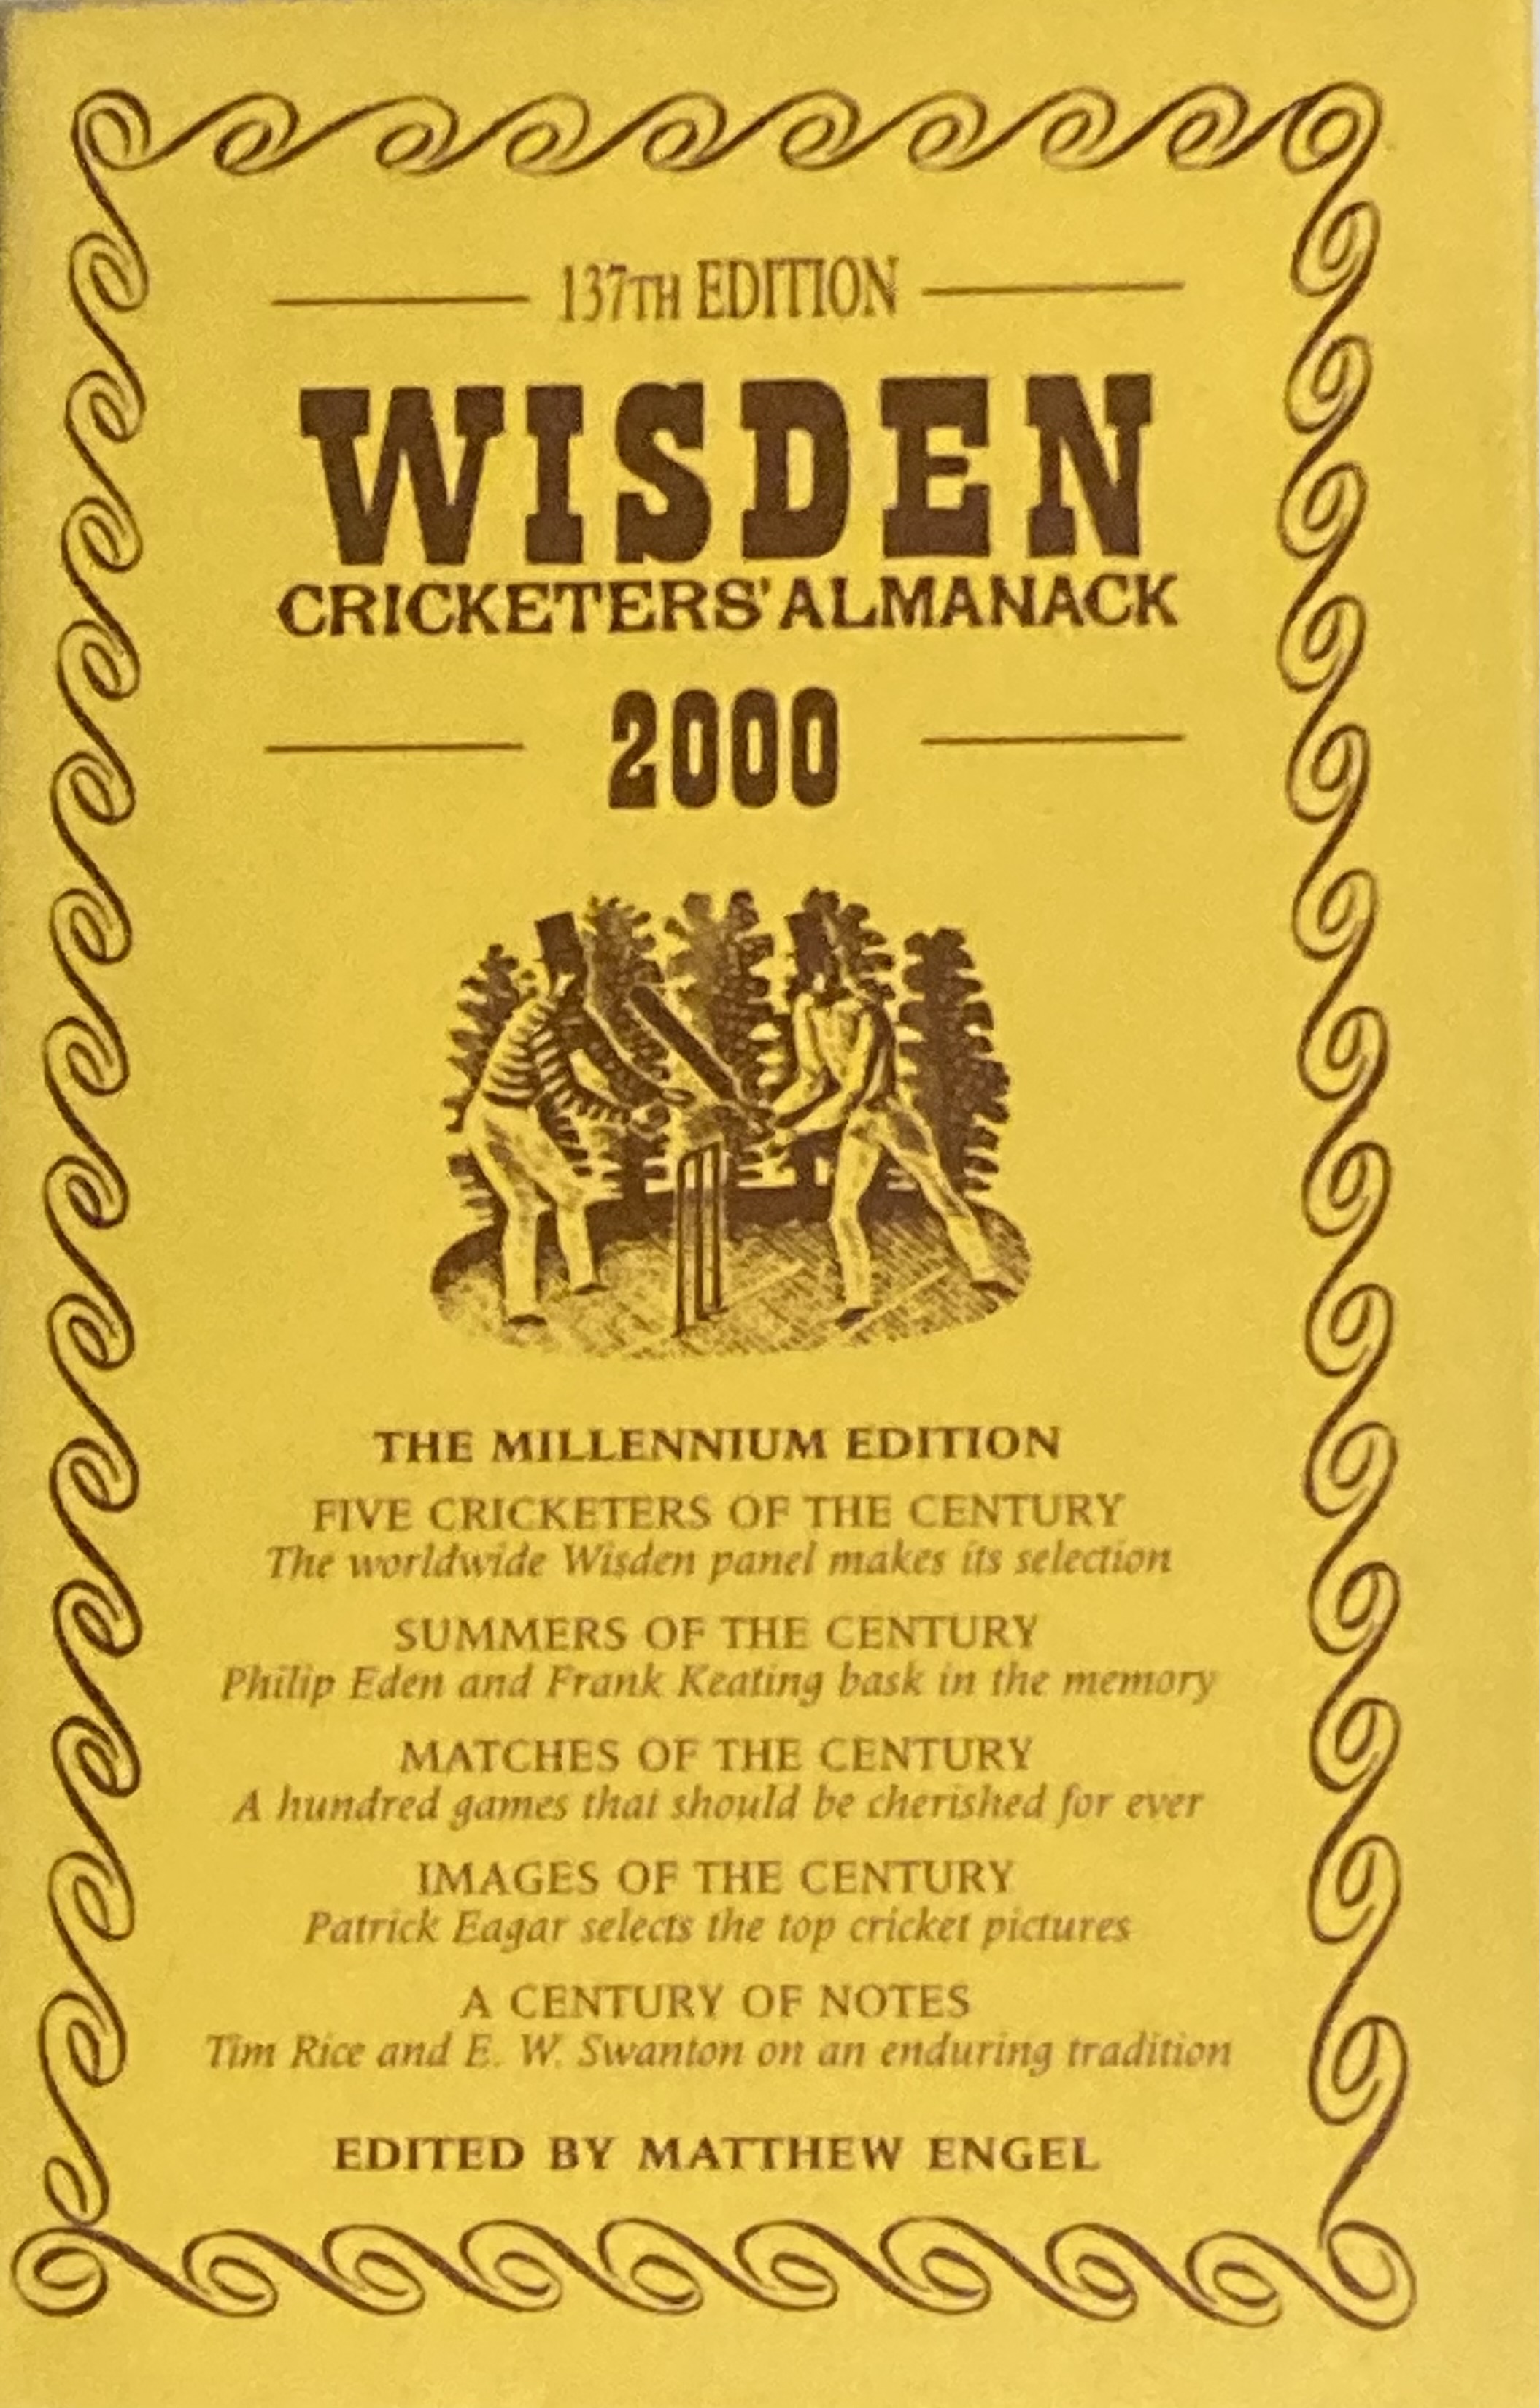 137TH EDITION
WISDEN
CRICKETERS' ALMANACK
2000
THE MILLENNIUM EDITION
FIVE CRICKETERS OF THE CENTURY
The worldwide Wisden panel makes its selection
SUMMERS OF THE CENTURY
Philip Eden and Frank Keating bask in the memory
MATCHES OF THE CENTURY
A hundred games that should be cherished for ever
IMAGES OF THE CENTURY
Patrick Eagar selects the top cricket pictures
A CENTURY OF NOTES
Tim Rice and E. W. Swanton on an enduring tradition
EDITED BY MATTHEW ENGEL